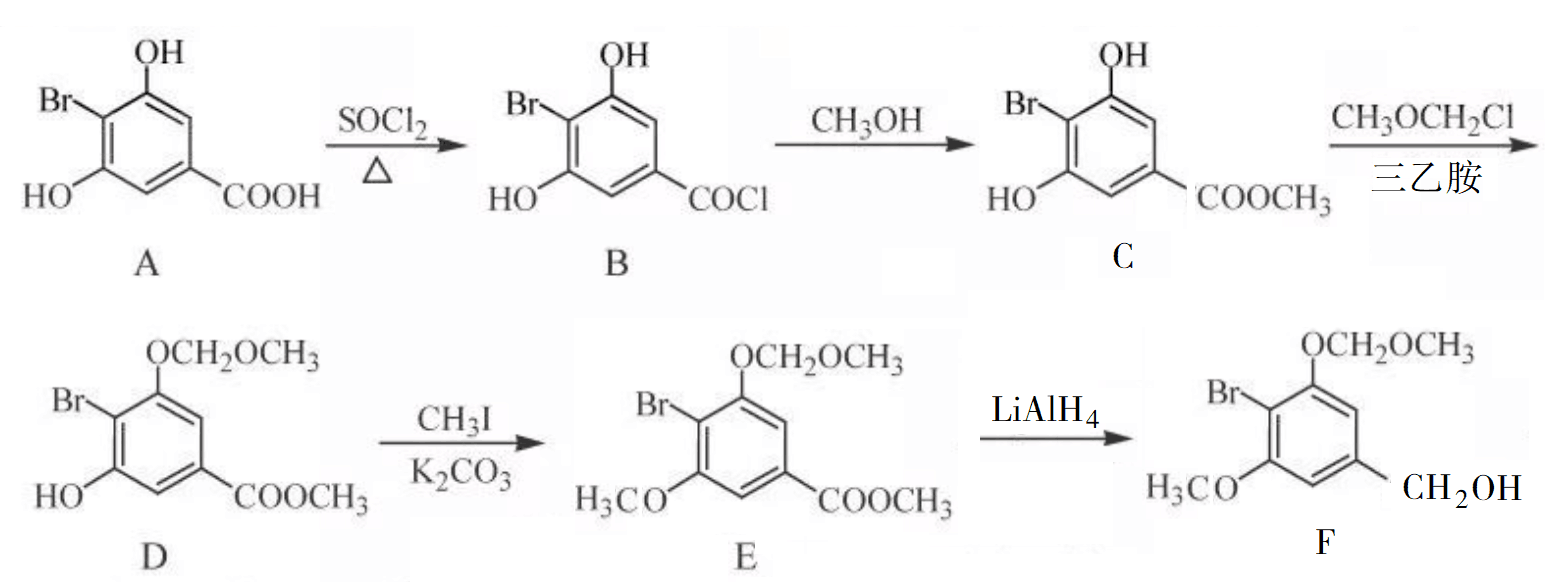 OH
Br
HO
COOH
A
SOCl2
△
OH
Br
HO
COCl
B
CH3OH
OH
Br
HO
COOCH3
C
CH3OCH2Cl
三乙胺
OCH2OCH3
Br
HO
COOCH3
D
CH3I
K2CO3
OCH2OCH3
Br
H3CO
COOCH3
E
LiAlH4
OCH2OCH3
Br
H3CO
CH2OH
F